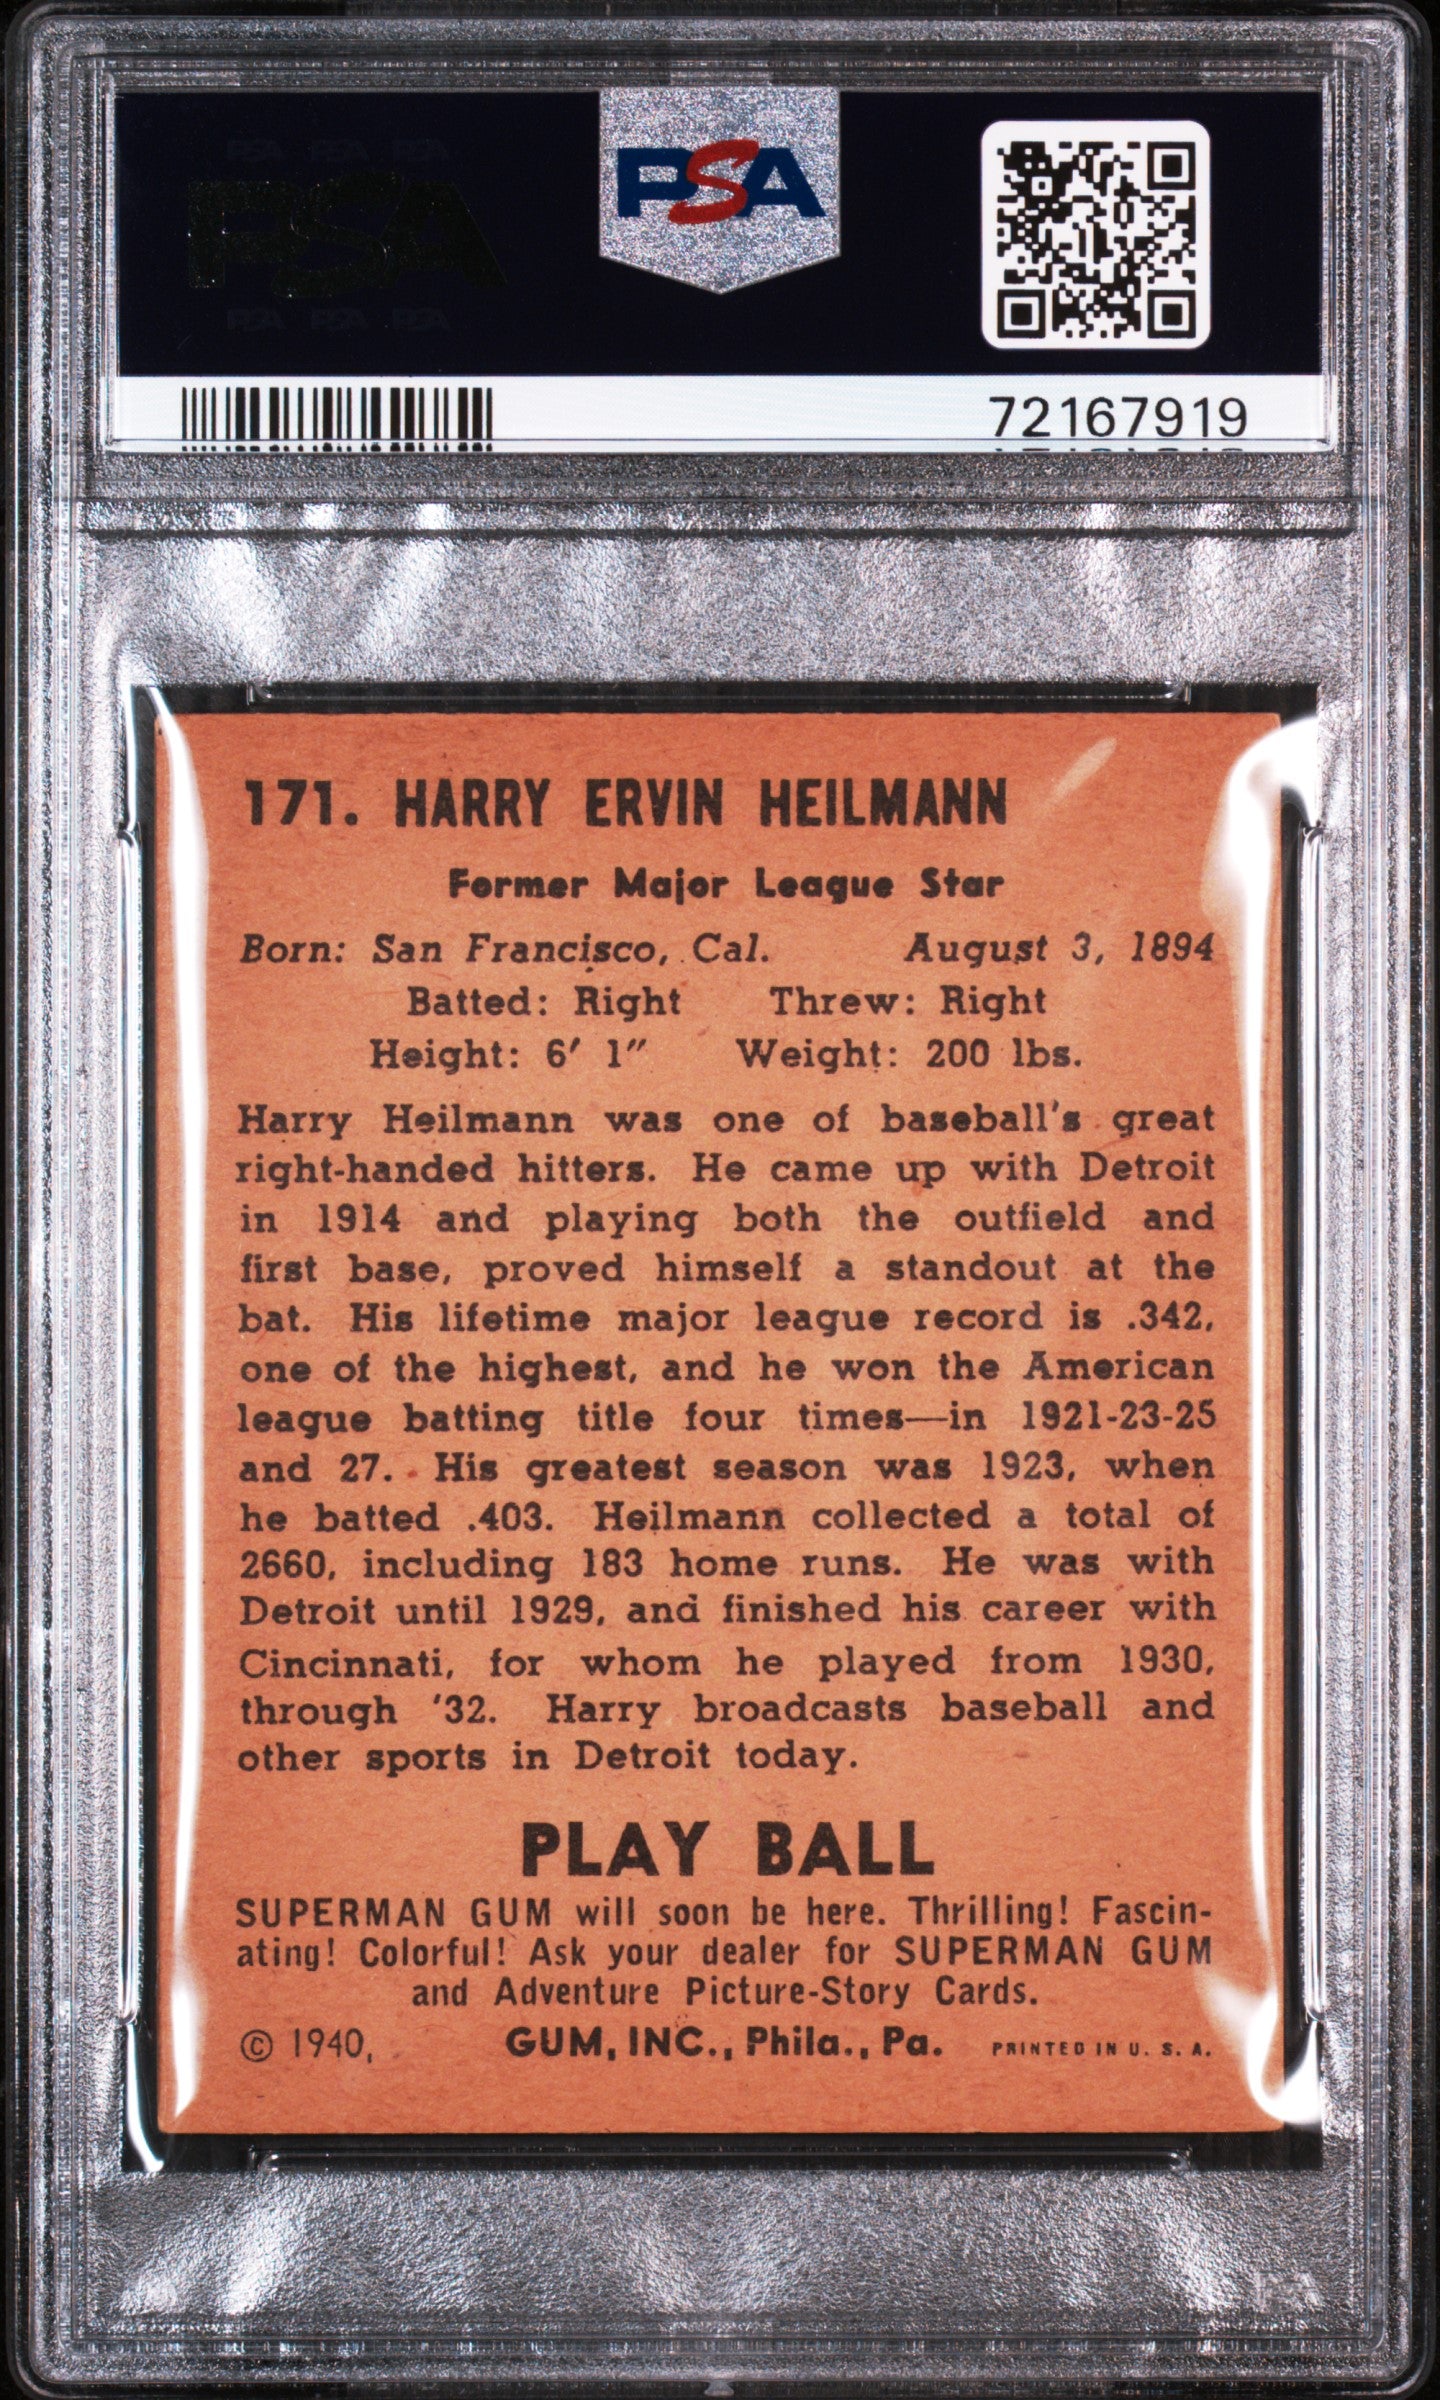 PSA PSA PSA
PSA
PSA PSA PSA
PSA
72167919
171. HARRY ERVIN HEILMANN
Former Major League Star
Born: San Francisco, Cal. August 3, 1894
Batted: Right Threw: Right
Height: 6' 1" Weight: 200 lbs.
Harry Heilmann was one of baseball's great
right-handed hitters. He came up with Detroit
in 1914 and playing both the outfield and
first base, proved himself a standout at the
bat. His lifetime major league record is .342,
one of the highest, and he won the American
league batting title four times—in 1921-23-25
and 27. His greatest season was 1923, when
he batted .403. Heilmann collected a total of
2660, including 183 home runs. He was with
Detroit until 1929, and finished his career with
Cincinnati, for whom he played from 1930,
through '32. Harry broadcasts baseball and
other sports in Detroit today.
PLAY BALL
SUPERMAN GUM will soon be here. Thrilling! Fascin-
ating! Colorful! Ask your dealer for SUPERMAN GUM
and Adventure Picture-Story Cards.
© 1940, GUM, INC., Phila., Pa. PRINTED IN U. S. A.
PSA